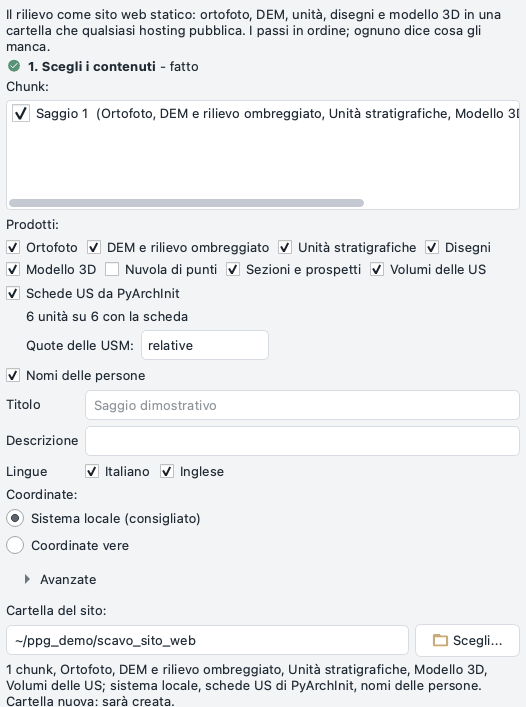 Il rilievo come sito web statico: ortofoto, DEM, unità, disegni e modello 3D in una
cartella che qualsiasi hosting pubblica. I passi in ordine; ognuno dice cosa gli
manca.
1. Scegli i contenuti - fatto
Chunk:
Saggio 1 (Ortofoto, DEM e rilievo ombreggiato, Unità stratigrafiche, Modello 3D
Prodotti:
Ortofoto DEM e rilievo ombreggiato Unità stratigrafiche Disegni
Modello 3D Nuvola di punti Sezioni e prospetti Volumi delle US
Schede US da PyArchInit
6 unità su 6 con la scheda
Quote delle USM: relative
Nomi delle persone
Titolo Saggio dimostrativo
Descrizione
Lingue Italiano Inglese
Coordinate:
Sistema locale (consigliato)
Coordinate vere
Avanzate
Cartella del sito:
~/ppg_demo/scavo_sito_web Scegli...
1 chunk, Ortofoto, DEM e rilievo ombreggiato, Unità stratigrafiche, Modello 3D,
Volumi delle US; sistema locale, schede US di PyArchInit, nomi delle persone.
Cartella nuova: sarà creata.